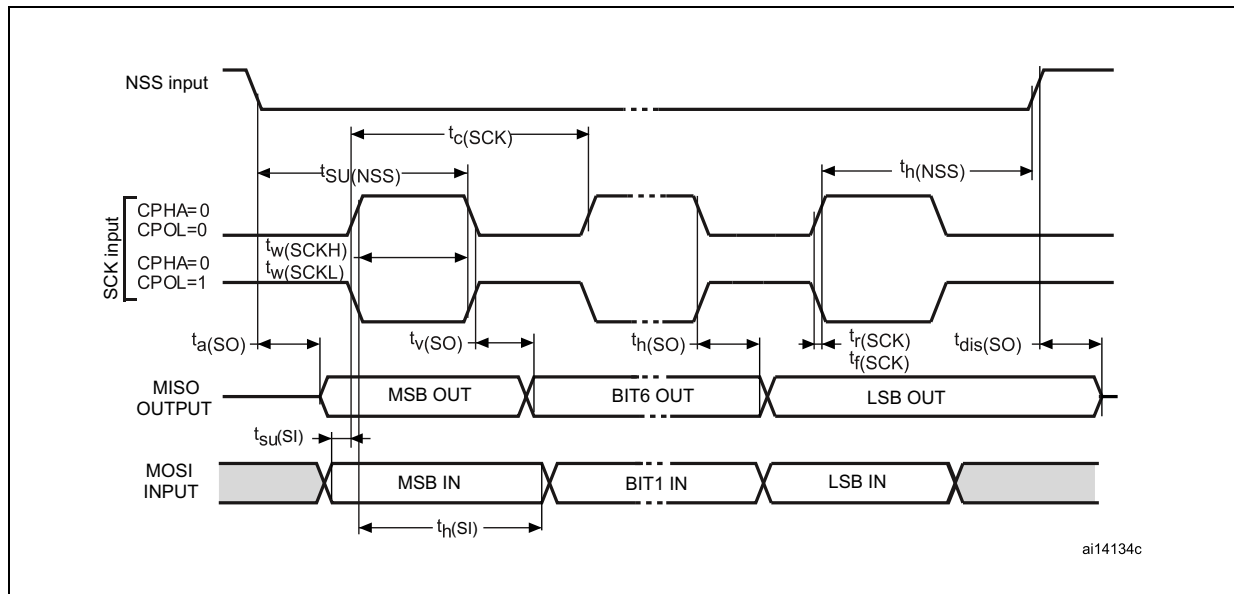 NSS input
tc(SCK)
tSU(NSS)
th(NSS)
SCK input
CPHA=0
CPOL=0
tw(SCKH)
CPHA=0
tw(SCKL)
CPOL=1
ta(SO)
tv(SO)
th(SO)
tr(SCK)
tf(SCK)
tdis(SO)
MISO
OUTPUT
MSB OUT
BIT6 OUT
LSB OUT
tsu(SI)
MOSI
INPUT
MSB IN
BIT1 IN
LSB IN
th(SI)
ai14134c